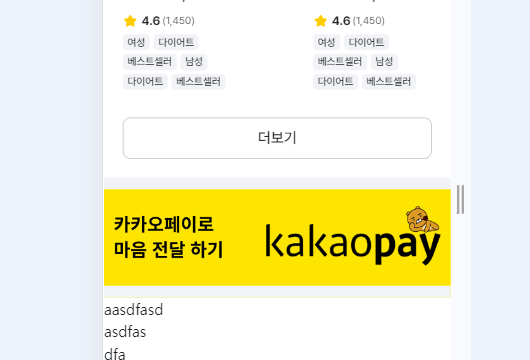 4.6 (1,450) 4.6 (1,450)
여성 다이어트 여성 다이어트
베스트셀러 남성 베스트셀러 남성
다이어트 베스트셀러 다이어트 베스트셀러
더보기
카카오페이로
마음 전달 하기
kakaopay
aasdfasd
asdfas
dfa